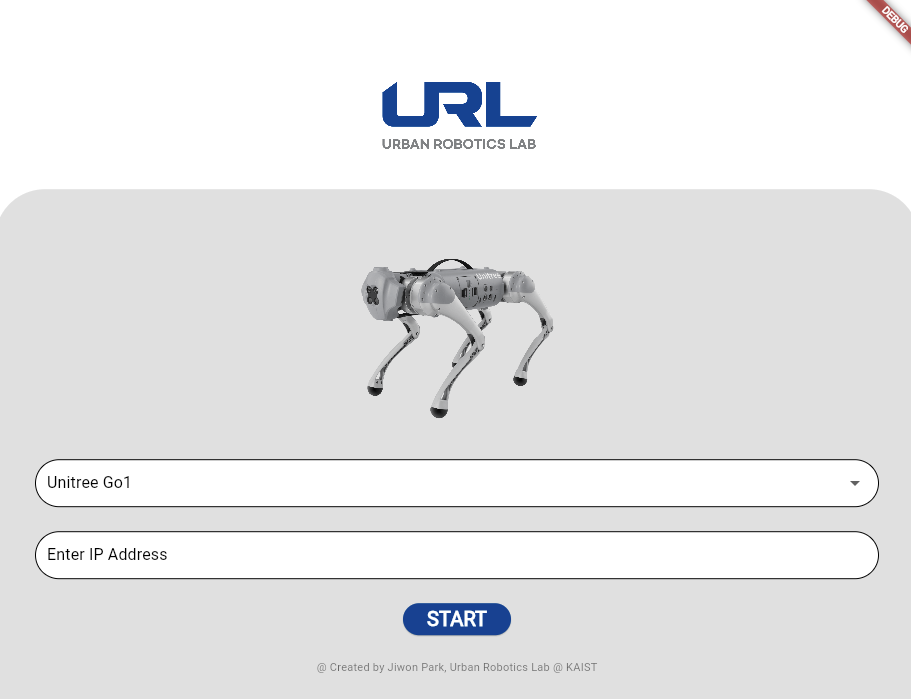 DEBUG
URL
URBAN ROBOTICS LAB
Unitree
Unitree Go1
Enter IP Address
START
@ Created by Jiwon Park, Urban Robotics Lab @ KAIST